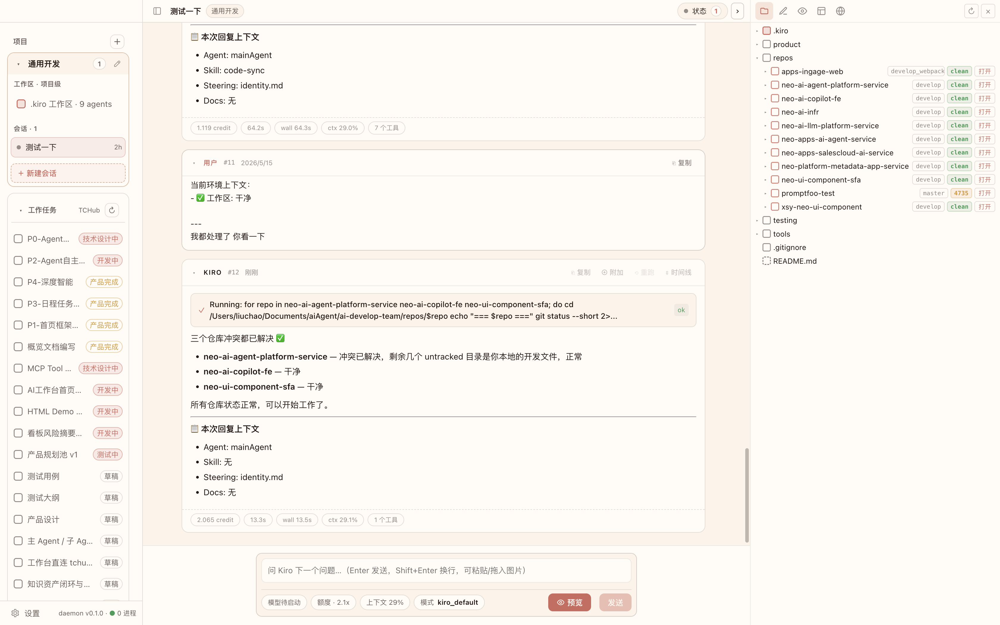 项目
通用开发 1
工作区 · 项目级
.kiro 工作区 · 9 agents
会话 · 1
测试一下 2h
+ 新建会话
工作任务 TCHub
P0-Agent... 技术设计中
P2-Agent自主... 开发中
P4-深度智能 产品完成
P3-日程任务... 产品完成
P1-首页框架... 产品完成
概览文档编写 产品完成
MCP Tool ... 技术设计中
AI工作台首页... 开发中
HTML Demo ... 开发中
看板风险摘要... 开发中
产品规划池 v1 测试中
测试用例 草稿
测试大纲 草稿
产品设计 草稿
主 Agent / 子 Ag... 草稿
工作台直连 tchu... 草稿
知识资产闭环与... 草稿
设置 daemon v0.1.0 · 0 进程
测试一下 通用开发 状态 1
📋 本次回复上下文
• Agent: mainAgent
• Skill: code-sync
• Steering: identity.md
• Docs: 无
1.119 credit 64.2s wall 64.3s ctx 29.0% 7 个工具
用户 #11 2026/5/15 复制
当前环境上下文:
- ✅ 工作区: 干净
---
我都处理了 你看一下
KIRO #12 刚刚 复制 附加 重跑 时间线
Running: for repo in neo-ai-agent-platform-service neo-ai-copilot-fe neo-ui-component-sfa; do cd
/Users/liuchao/Documents/aiAgent/ai-develop-team/repos/$repo echo "=== $repo ===" git status --short 2>... ok
三个仓库冲突都已解决 ✅
• neo-ai-agent-platform-service — 冲突已解决，剩余几个 untracked 目录是你本地的开发文件，正常
• neo-ai-copilot-fe — 干净
• neo-ui-component-sfa — 干净
所有仓库状态正常，可以开始工作了。
📋 本次回复上下文
• Agent: mainAgent
• Skill: 无
• Steering: identity.md
• Docs: 无
2.065 credit 13.3s wall 13.5s ctx 29.1% 1 个工具
问 Kiro 下一个问题...（Enter 发送，Shift+Enter 换行，可粘贴/拖入图片）
模型待启动 额度 · 2.1x 上下文 29% 模式 kiro_default 预览 发送
.kiro
product
repos
apps-ingage-web develop_webpack clean 打开
neo-ai-agent-platform-service develop clean 打开
neo-ai-copilot-fe develop clean 打开
neo-ai-infr develop clean 打开
neo-ai-llm-platform-service develop clean 打开
neo-apps-ai-agent-service develop clean 打开
neo-apps-salescloud-ai-service develop clean 打开
neo-platform-metadata-app-service develop clean 打开
neo-ui-component-sfa develop clean 打开
promptfoo-test master 4735 打开
xsy-neo-ui-component develop clean 打开
testing
tools
.gitignore
README.md